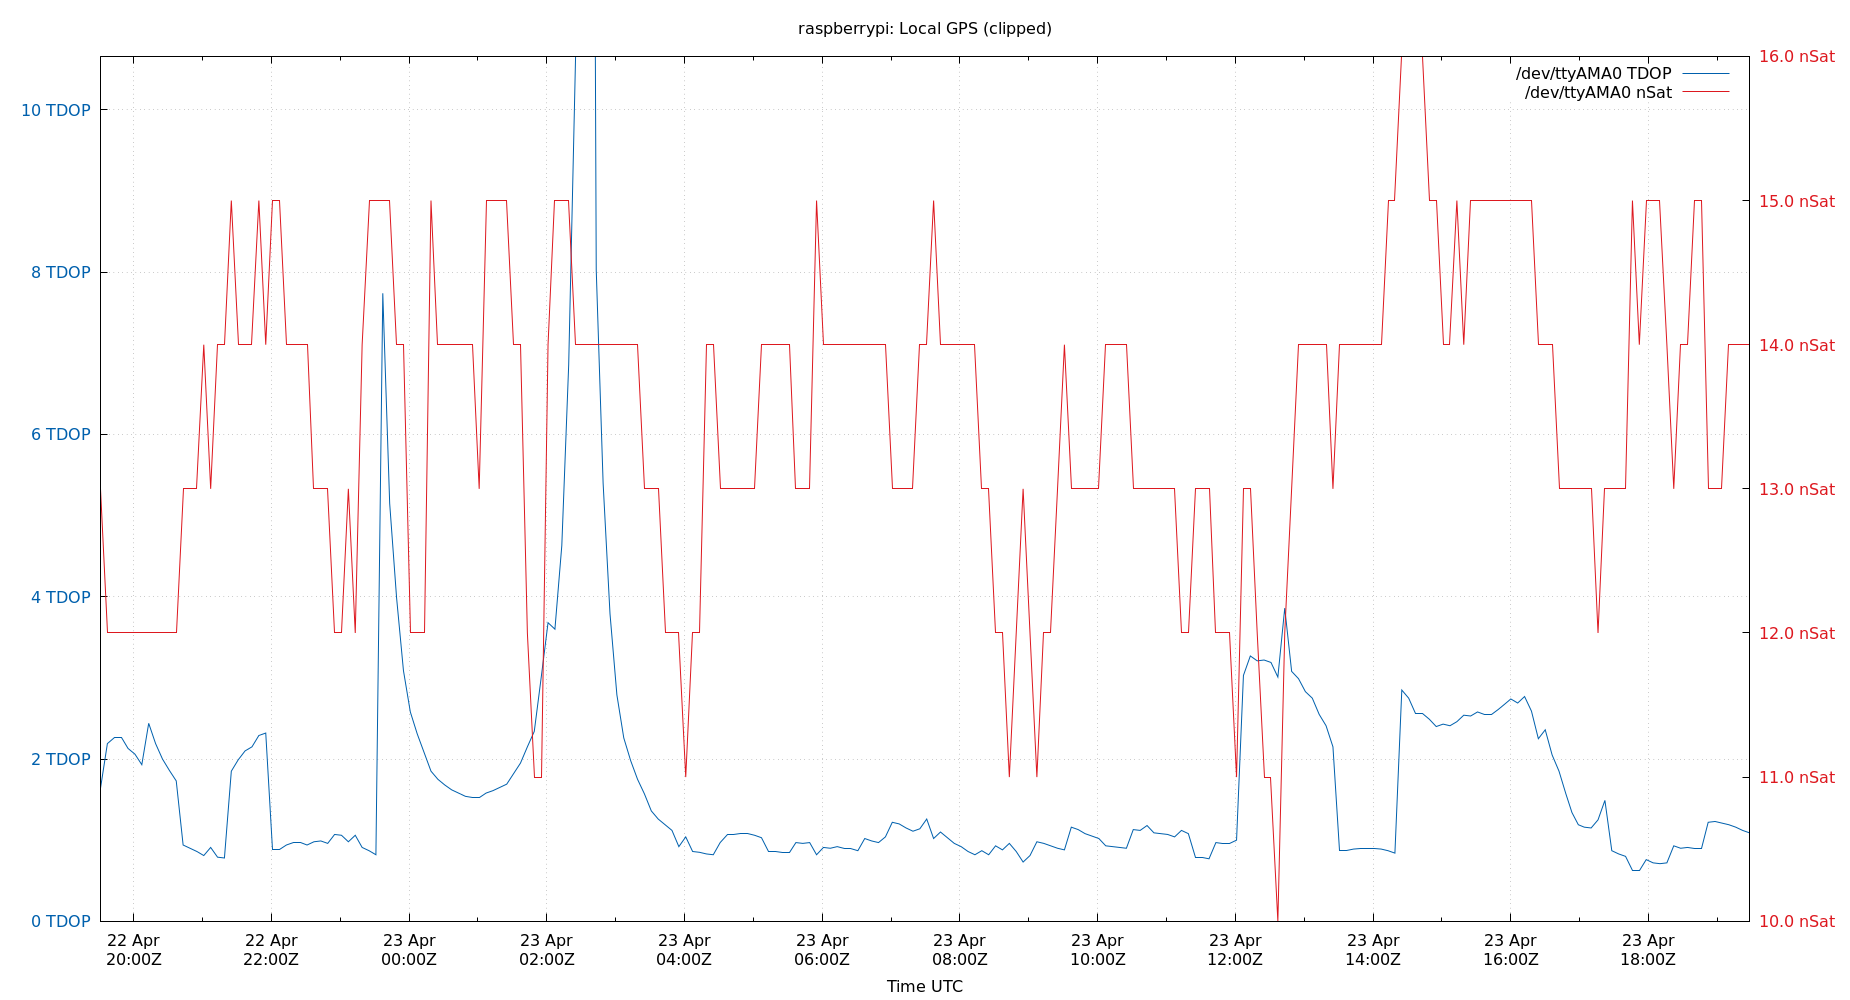 raspberrypi: Local GPS (clipped)
/dev/ttyAMA0 TDOP
/dev/ttyAMA0 nSat
10 TDOP
8 TDOP
6 TDOP
4 TDOP
2 TDOP
0 TDOP
16.0 nSat
15.0 nSat
14.0 nSat
13.0 nSat
12.0 nSat
11.0 nSat
10.0 nSat
22 Apr
20:00Z
22 Apr
22:00Z
23 Apr
00:00Z
23 Apr
02:00Z
23 Apr
04:00Z
23 Apr
06:00Z
23 Apr
08:00Z
23 Apr
10:00Z
23 Apr
12:00Z
23 Apr
14:00Z
23 Apr
16:00Z
23 Apr
18:00Z
Time UTC